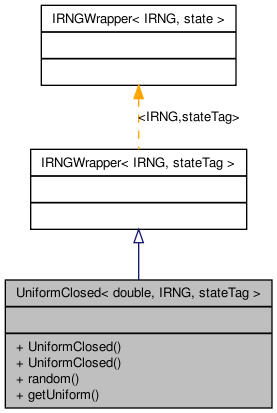 IRNGWrapper< IRNG, state >
<IRNG,stateTag>
IRNGWrapper< IRNG, stateTag >
UniformClosed< double, IRNG, stateTag >
+ UniformClosed()
+ UniformClosed()
+ random()
+ getUniform()